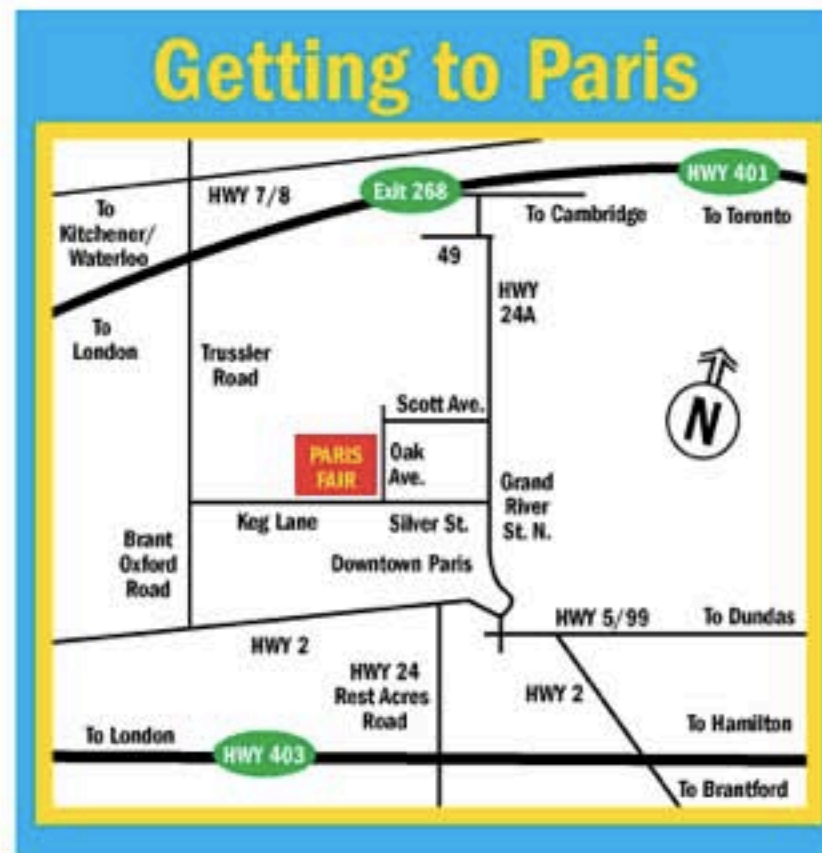 Getting to Paris
HWY 401
Exit 268
HWY 7/8
To
Kitchener/
Waterloo
To Cambridge
To Toronto
49
HWY
24A
To
London
Trussler
Road
Scott Ave.
N
PARIS
FAIR
Oak
Ave.
Grand
River
St. N.
Keg Lane
Silver St.
Brant
Oxford
Road
Downtown Paris
HWY 5/99
To Dundas
HWY 2
HWY 24
Rest Acres
Road
HWY 2
To London
HWY 403
To Hamilton
To Brantford